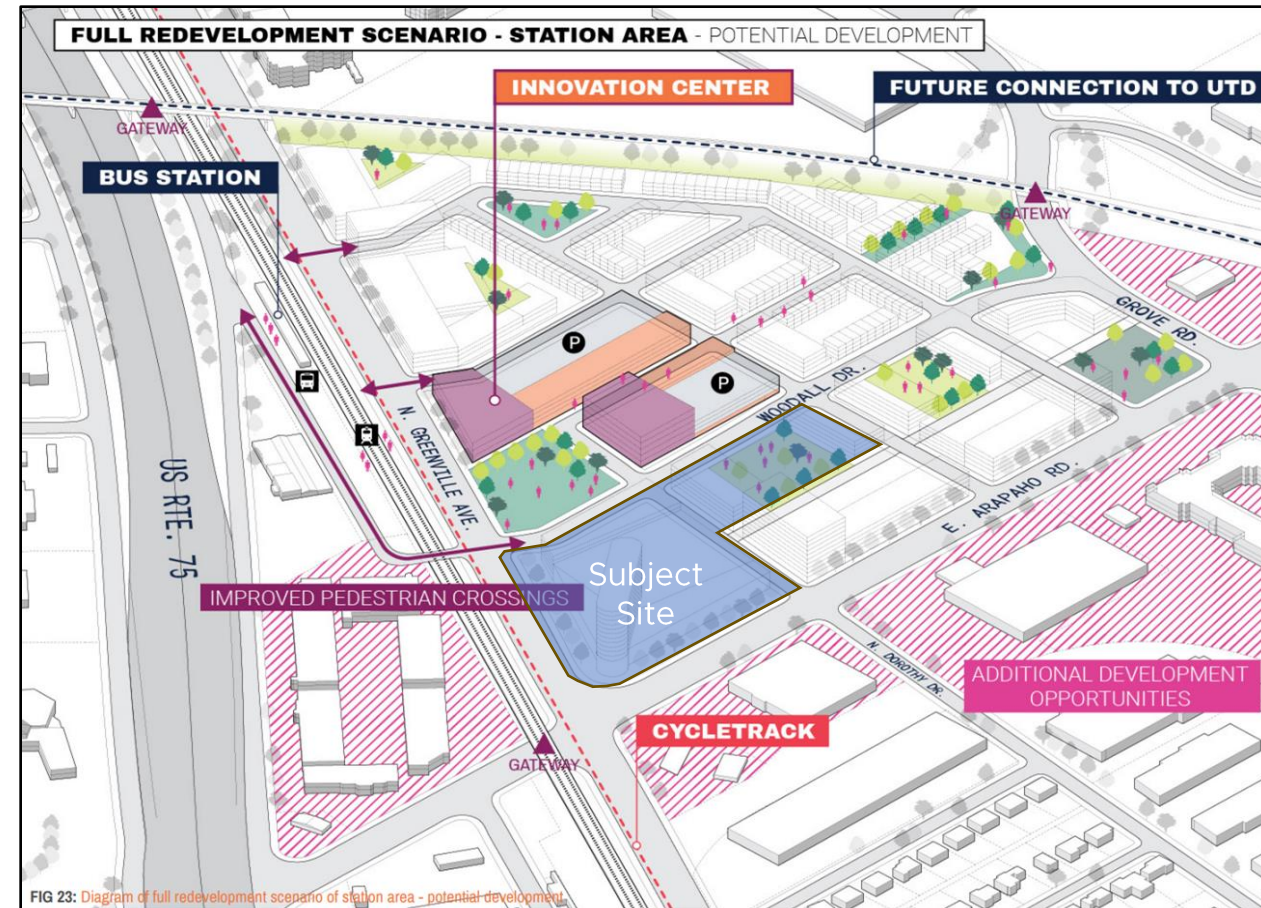 FULL REDEVELOPMENT SCENARIO - STATION AREA - POTENTIAL DEVELOPMENT
INNOVATION CENTER
FUTURE CONNECTION TO UTD
GATEWAY
BUS STATION
GATEWAY
GROVE RD.
P
P
WOODALL DR.
N. GREENVILLE AVE.
US RTE. 75
E. ARAPAHO RD.
Subject
Site
IMPROVED PEDESTRIAN CROSSINGS
N. DOROTHY DR.
ADDITIONAL DEVELOPMENT
OPPORTUNITIES
CYCLETRACK
GATEWAY
FIG 23: Diagram of full redevelopment scenario of station area - potential development